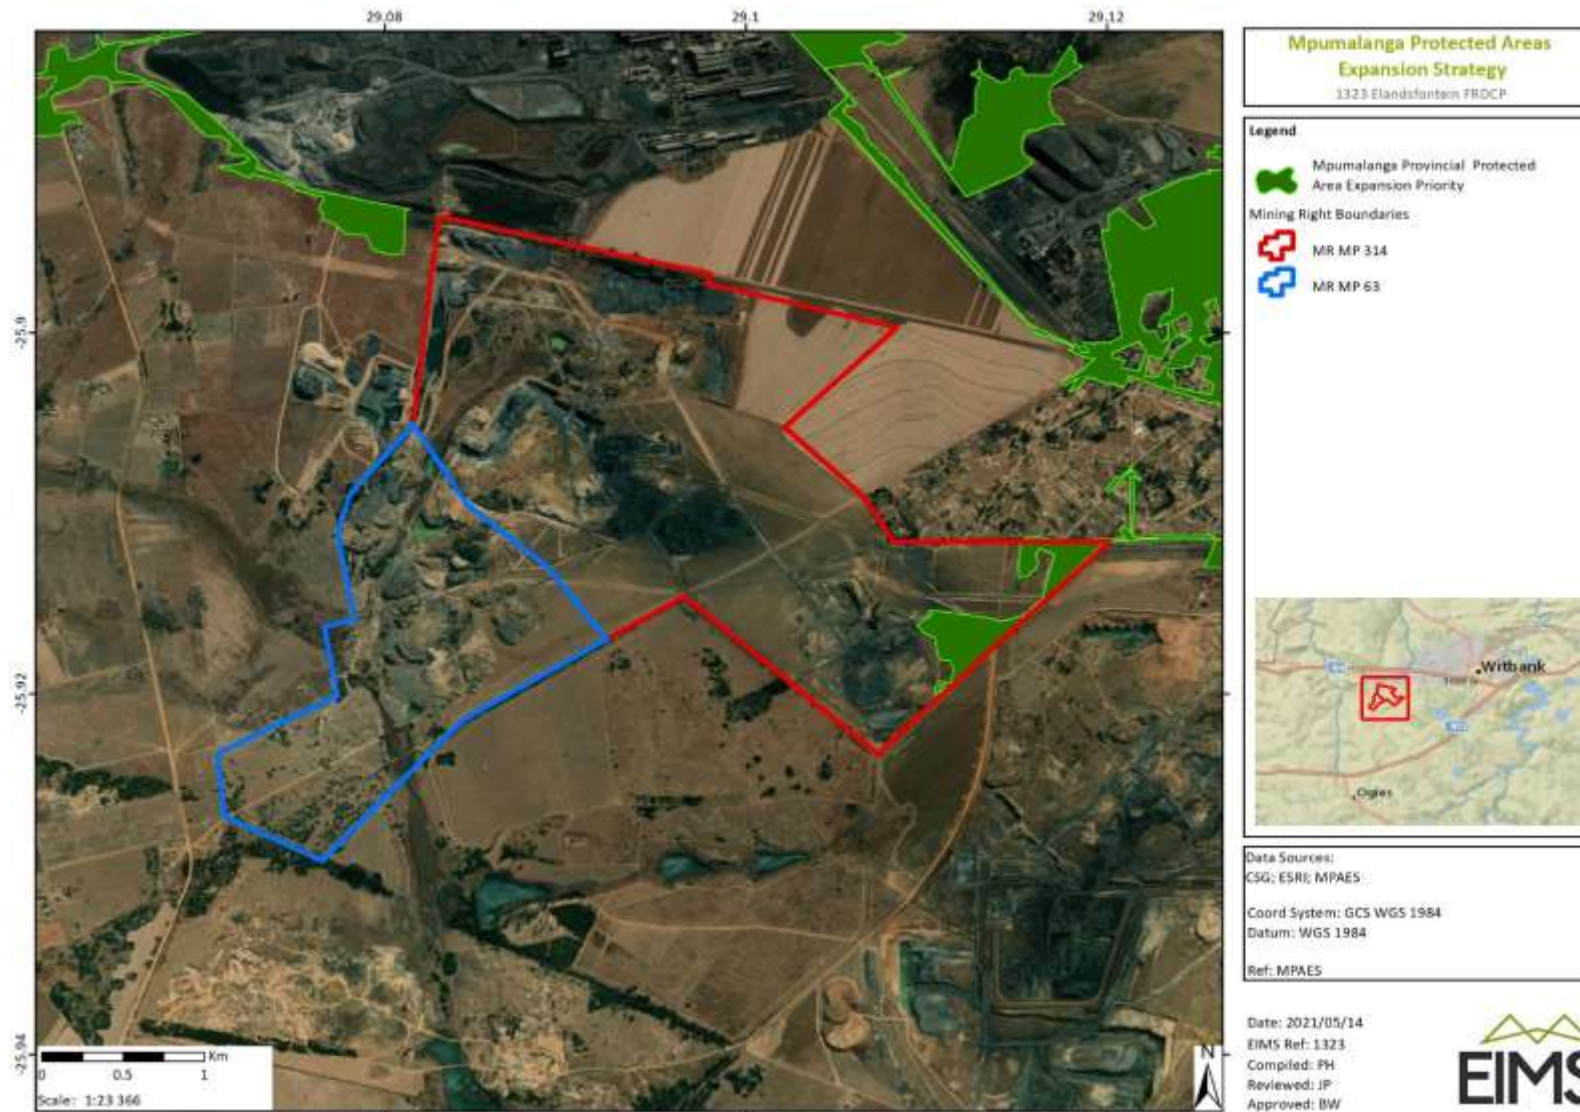 29.08
29.1
29.12
-25.9
-25.92
-25.94
Km
0
0.5
1
Scale: 1:23 366
N
Mpumalanga Protected Areas
Expansion Strategy
1323 Elandsfontein FRDCP
Legend
Mpumalanga Provincial Protected
Area Expansion Priority
Mining Right Boundaries
MR MP 314
MR MP 63
Witbank
Ogies
Data Sources:
CSG; ESRI; MPAES
Coord System: GCS WGS 1984
Datum: WGS 1984
Ref: MPAES
Date: 2021/05/14
EIMS Ref: 1323
Compiled: PH
Reviewed: JP
Approved: BW
EIMS